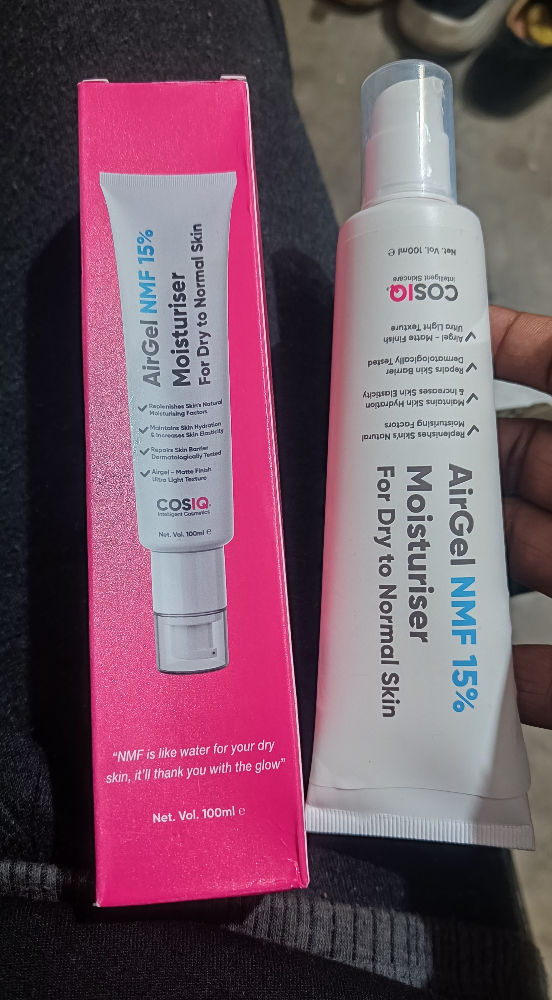 AirGel NMF 15%
Moisturiser
For Dry to Normal Skin
Replenishes Skin's Natural
Moisturising Factors
Maintains Skin Hydration
& Increases Skin Elasticity
Repairs Skin Barrier
Dermatologically Tested
Airgel – Matte Finish
Ultra Light Texture
COSIQ
Intelligent Cosmetics
Net. Vol. 100ml e
"NMF is like water for your dry
skin, it'll thank you with the glow"
Net. Vol. 100ml e
AirGel NMF 15%
Moisturiser
For Dry to Normal Skin
Replenishes Skin's Natural
Moisturising Factors
Maintains Skin Hydration
& Increases Skin Elasticity
Repairs Skin Barrier
Dermatologically Tested
Airgel – Matte Finish
Ultra Light Texture
COSIQ
Intelligent Skincare
Net. Vol. 100ml e